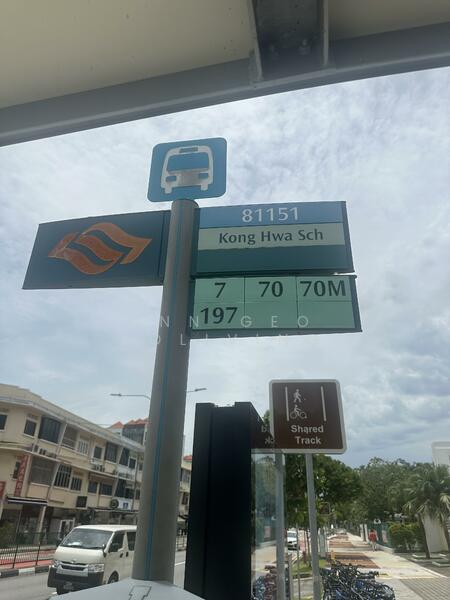 81151
Kong Hwa Sch
7 70 70M
197
Shared
Track